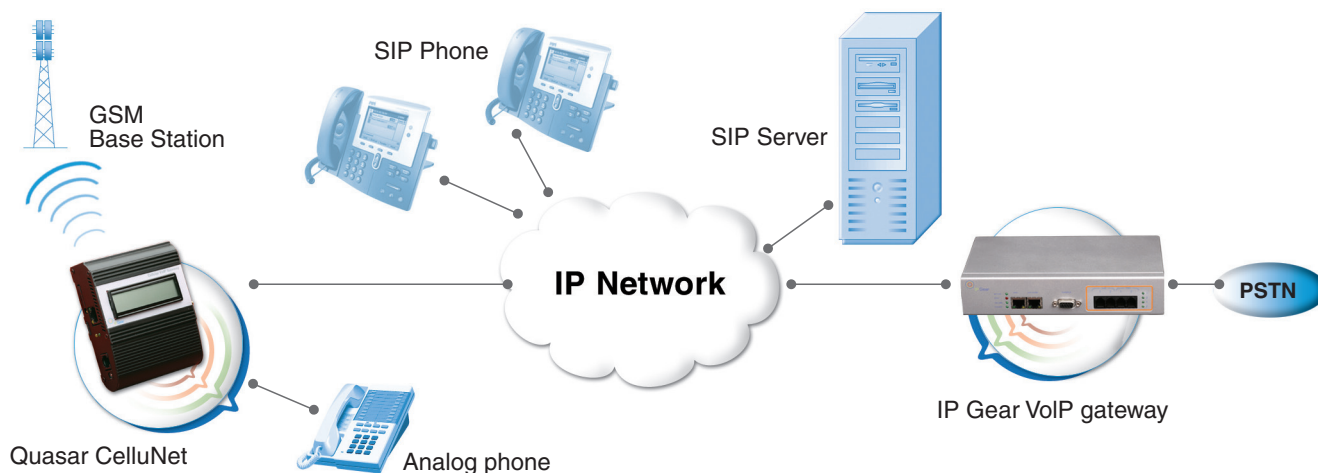 SIP Phone
GSM
Base Station
SIP Server
IP Network
PSTN
IP Gear VoIP gateway
Quasar CelluNet
Analog phone